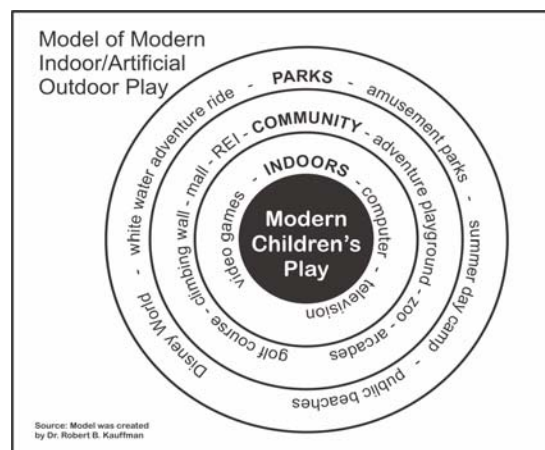 Model of Modern
Indoor/Artificial
Outdoor Play
Disney World - white water adventure ride - PARKS - amusement parks - summer day camp - public beaches
golf course - climbing wall - mall - REI - COMMUNITY - adventure playground - zoo - arcades
video games - INDOORS - computer - television
Modern
Children's
Play
Source: Model was created
by Dr. Robert B. Kauffman